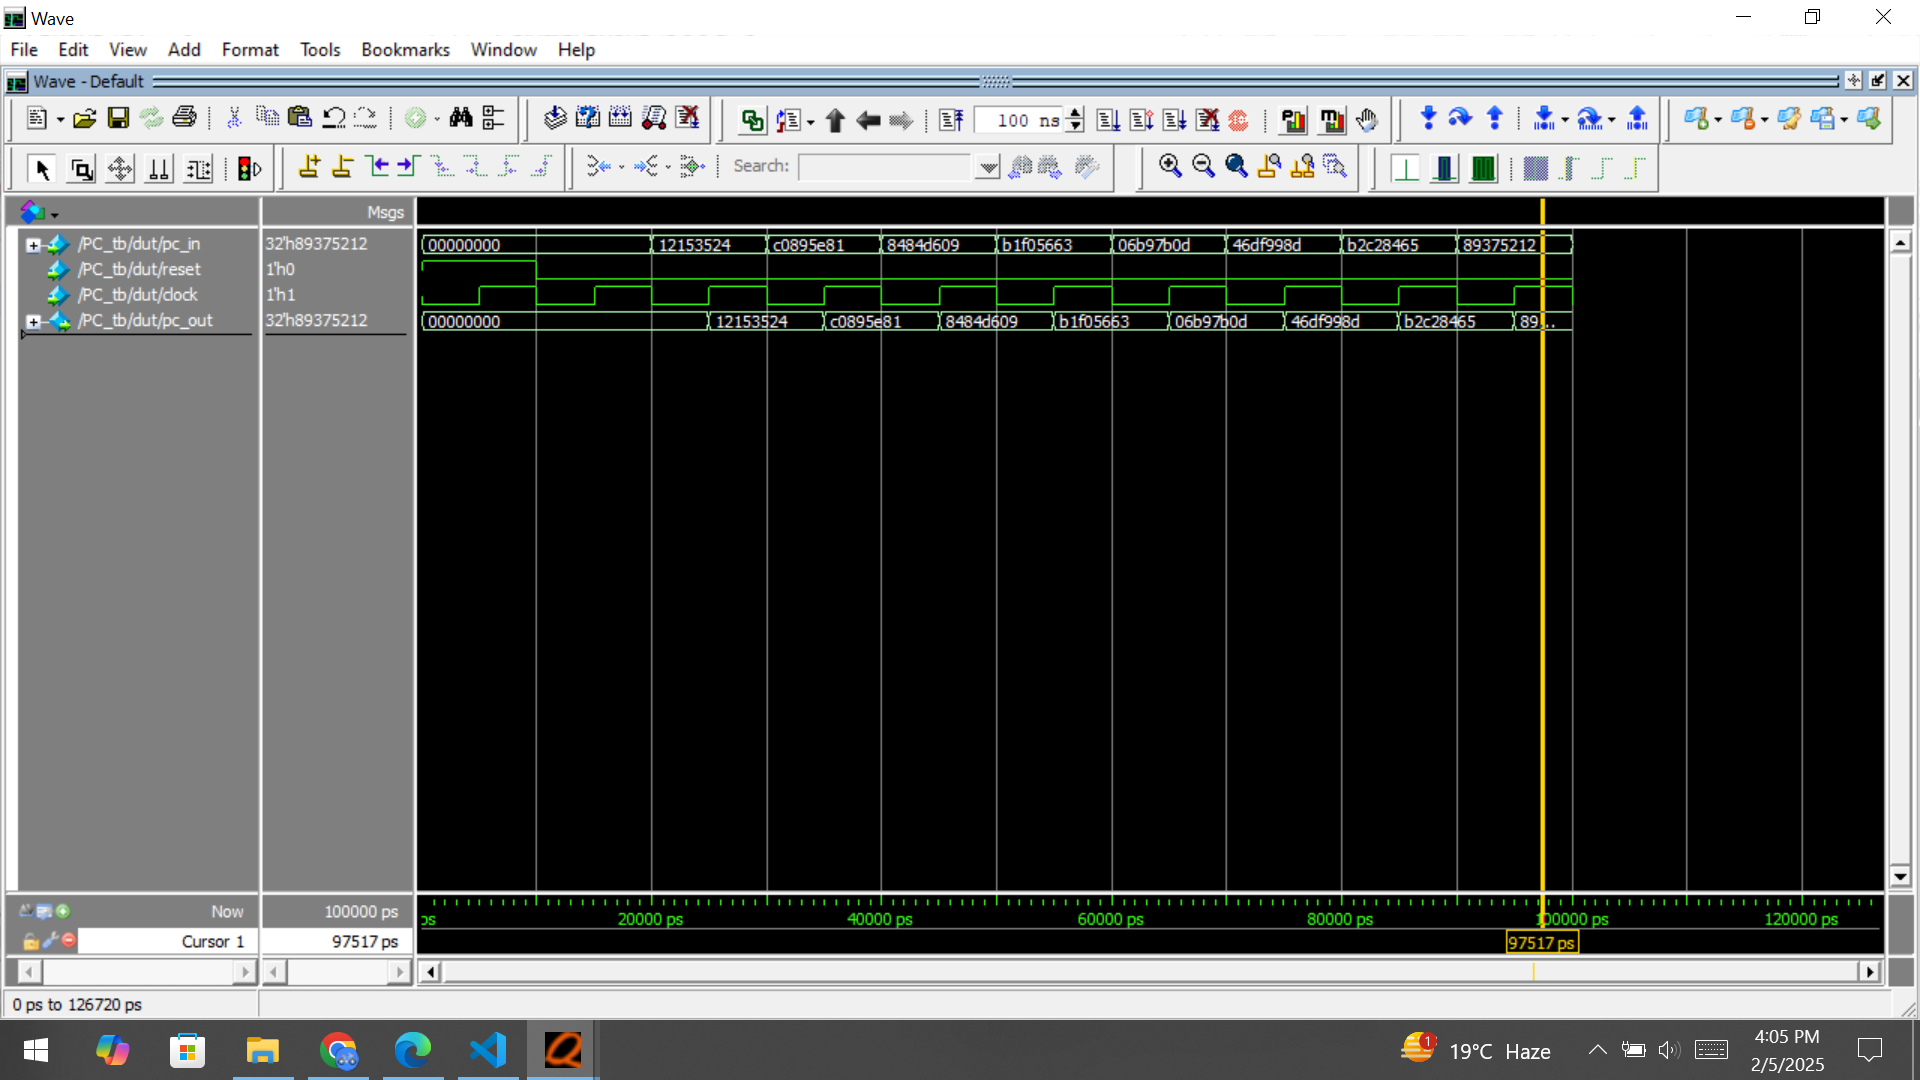 Wave
File Edit View Add Format Tools Bookmarks Window Help
Wave - Default
100 ns
Search:
Msgs
/PC_tb/dut/pc_in 32'h89375212 00000000 12153524 c0895e81 8484d609 b1f05663 06b97b0d 46df998d b2c28465 89375212
/PC_tb/dut/reset 1'h0
/PC_tb/dut/clock 1'h1
/PC_tb/dut/pc_out 32'h89375212 00000000 12153524 c0895e81 8484d609 b1f05663 06b97b0d 46df998d b2c28465 89...
Now 100000 ps ps 20000 ps 40000 ps 60000 ps 80000 ps 100000 ps 120000 ps
Cursor 1 97517 ps 97517 ps
0 ps to 126720 ps
1 19°C Haze 4:05 PM
2/5/2025